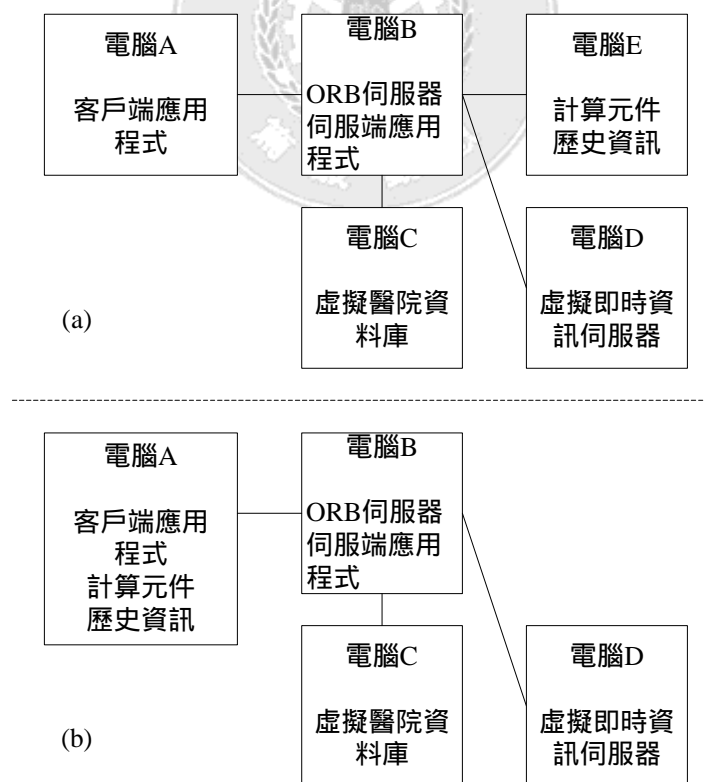 電腦A
客戶端應用
程式
電腦B
ORB伺服器
伺服端應用
程式
電腦E
計算元件
歷史資訊
電腦C
虛擬醫院資
料庫
電腦D
虛擬即時資
訊伺服器
(a)
電腦A
客戶端應用
程式
計算元件
歷史資訊
電腦B
ORB伺服器
伺服端應用
程式
電腦C
虛擬醫院資
料庫
電腦D
虛擬即時資
訊伺服器
(b)